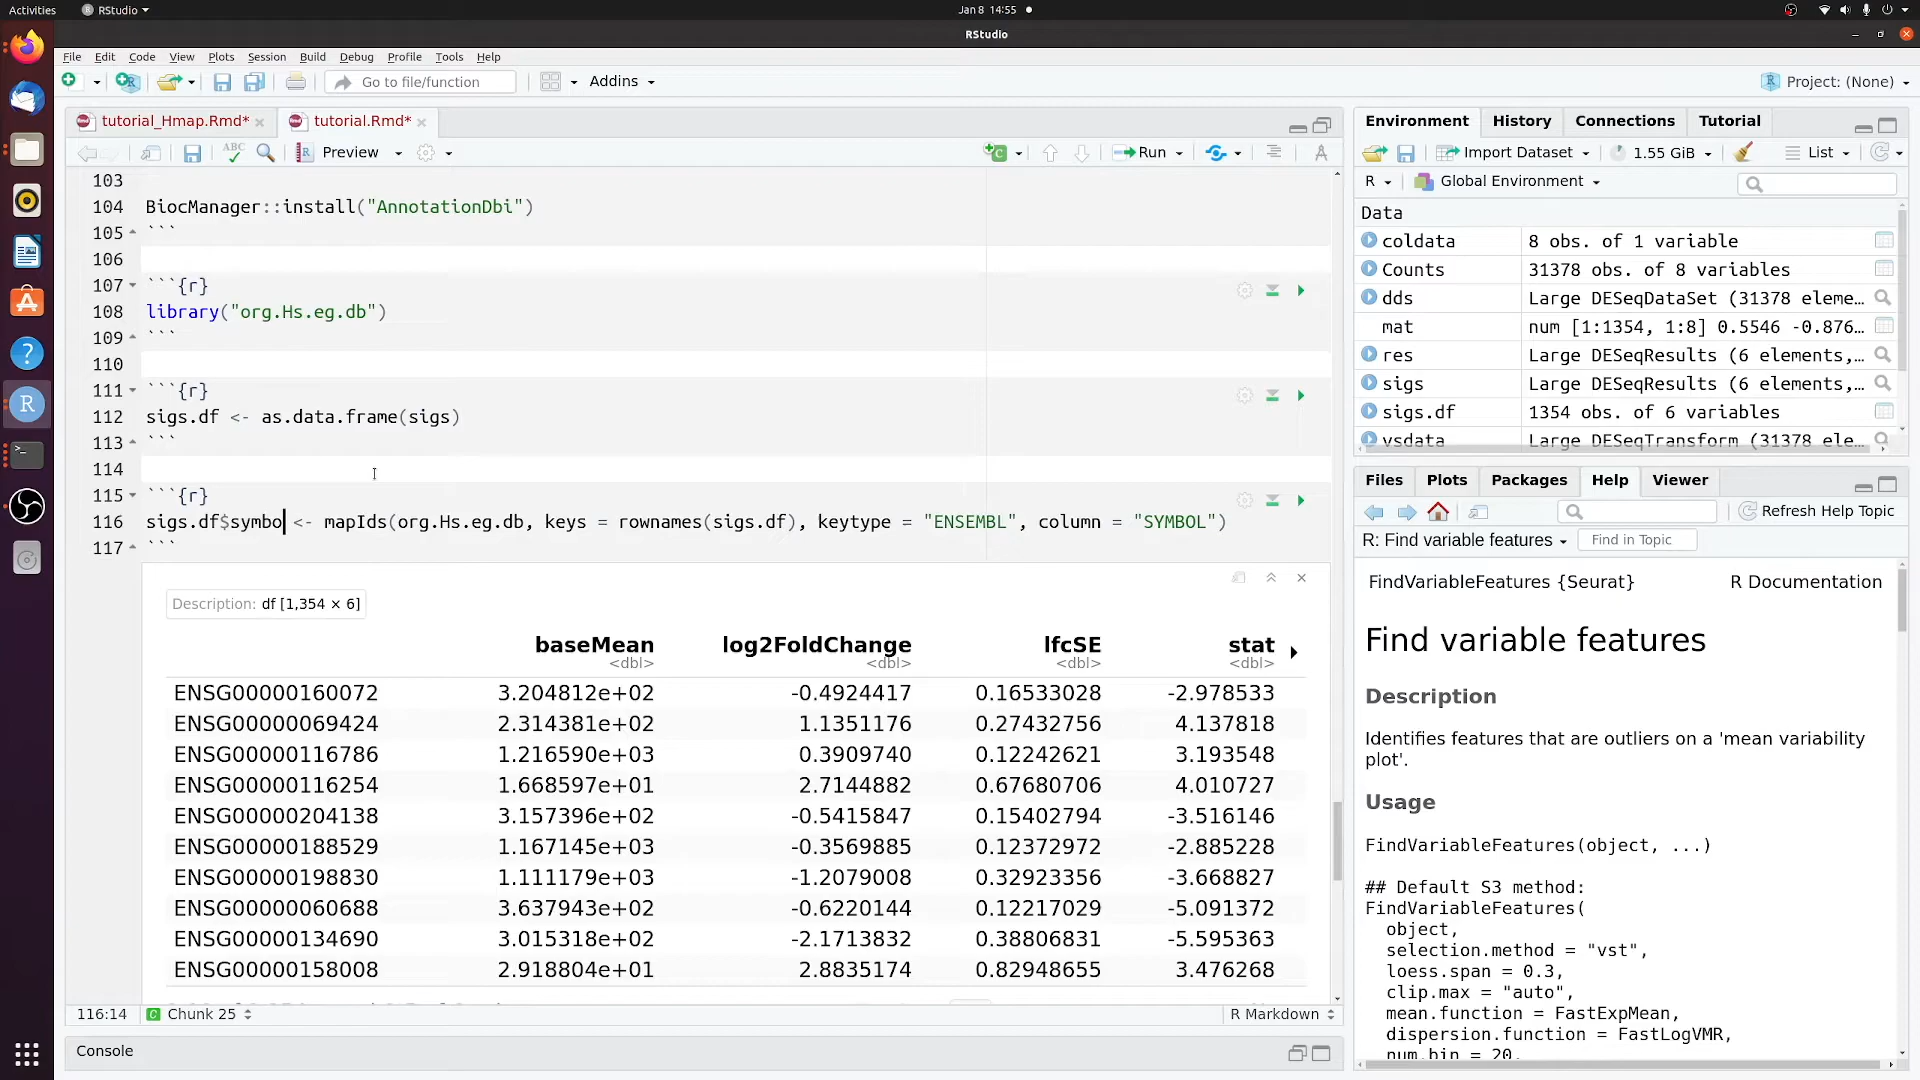 Activities RStudio Jan 8 14:55
RStudio
File Edit Code View Plots Session Build Debug Profile Tools Help
Go to file/function Addins Project: (None)
tutorial_Hmap.Rmd* tutorial.Rmd*
ABC Preview Run
103
104 BiocManager::install("AnnotationDbi")
105 ```
106
107 ```{r}
108 library("org.Hs.eg.db")
109 ```
110
111 ```{r}
112 sigs.df <- as.data.frame(sigs)
113 ```
114
115 ```{r}
116 sigs.df$symbo <- mapIds(org.Hs.eg.db, keys = rownames(sigs.df), keytype = "ENSEMBL", column = "SYMBOL")
117 ```
Description: df [1,354 × 6]
baseMean log2FoldChange lfcSE stat
<dbl> <dbl> <dbl> <dbl>
ENSG00000160072 3.204812e+02 -0.4924417 0.16533028 -2.978533
ENSG00000069424 2.314381e+02 1.1351176 0.27432756 4.137818
ENSG00000116786 1.216590e+03 0.3909740 0.12242621 3.193548
ENSG00000116254 1.668597e+01 2.7144882 0.67680706 4.010727
ENSG00000204138 3.157396e+02 -0.5415847 0.15402794 -3.516146
ENSG00000188529 1.167145e+03 -0.3569885 0.12372972 -2.885228
ENSG00000198830 1.111179e+03 -1.2079008 0.32923356 -3.668827
ENSG00000060688 3.637943e+02 -0.6220144 0.12217029 -5.091372
ENSG00000134690 3.015318e+02 -2.1713832 0.38806831 -5.595363
ENSG00000158008 2.918804e+01 2.8835174 0.82948655 3.476268
116:14 Chunk 25 R Markdown
Console
Environment History Connections Tutorial
Import Dataset 1.55 GiB List
R Global Environment
Data
coldata 8 obs. of 1 variable
Counts 31378 obs. of 8 variables
dds Large DESeqDataSet (31378 eleme…
mat num [1:1354, 1:8] 0.5546 -0.876…
res Large DESeqResults (6 elements,…
sigs Large DESeqResults (6 elements,…
sigs.df 1354 obs. of 6 variables
vsdata Large DESeqTransform (31378 ele…
Files Plots Packages Help Viewer
Refresh Help Topic
R: Find variable features Find in Topic
FindVariableFeatures {Seurat} R Documentation
Find variable features
Description
Identifies features that are outliers on a 'mean variability
plot'.
Usage
FindVariableFeatures(object, ...)
## Default S3 method:
FindVariableFeatures(
object,
selection.method = "vst",
loess.span = 0.3,
clip.max = "auto",
mean.function = FastExpMean,
dispersion.function = FastLogVMR,
num.bin = 20,